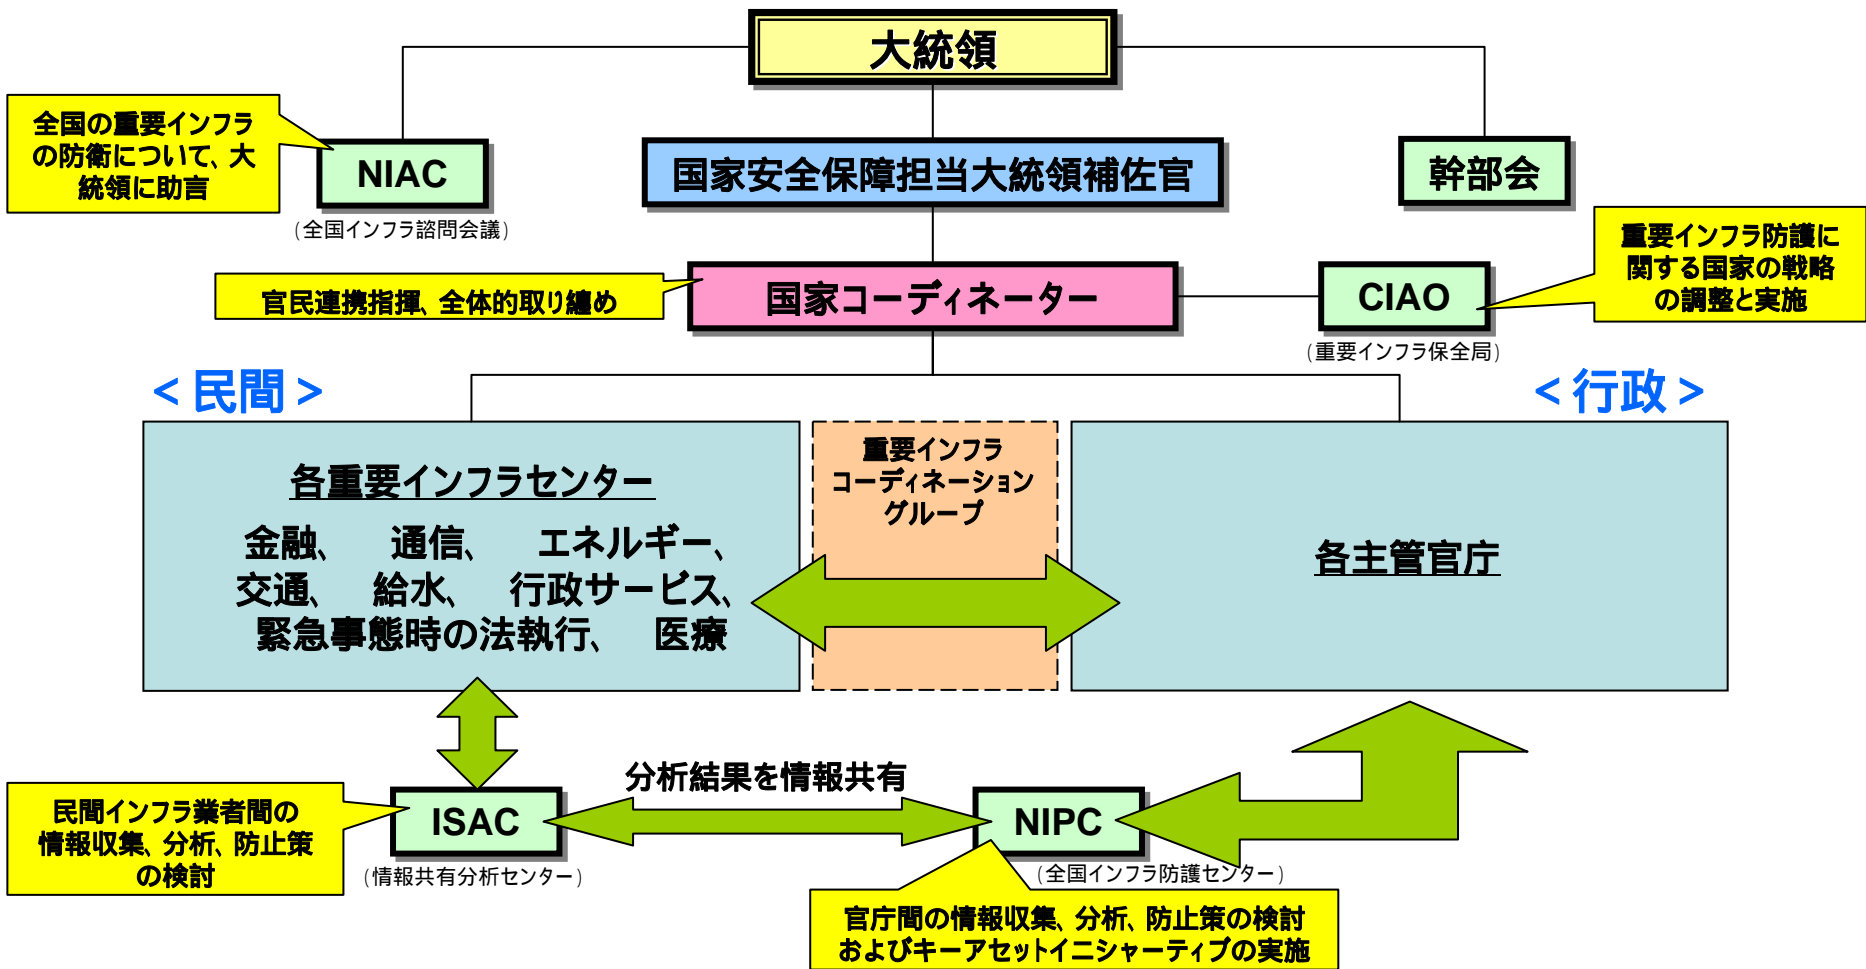 大統領
全国の重要インフラ
の防衛について、大
統領に助言
NIAC
(全国インフラ諮問会議)
国家安全保障担当大統領補佐官
幹部会
官民連携指揮、全体的取り纏め
国家コーディネーター
CIAO
(重要インフラ保全局)
重要インフラ防護に
関する国家の戦略
の調整と実施
<民間>
<行政>
各重要インフラセンター
金融、 通信、 エネルギー、
交通、 給水、 行政サービス、
緊急事態時の法執行、 医療
重要インフラ
コーディネーション
グループ
各主管官庁
分析結果を情報共有
民間インフラ業者間の
情報収集、分析、防止策
の検討
ISAC
(情報共有分析センター)
NIPC
(全国インフラ防護センター)
官庁間の情報収集、分析、防止策の検討
およびキーアセットイニシャーティブの実施